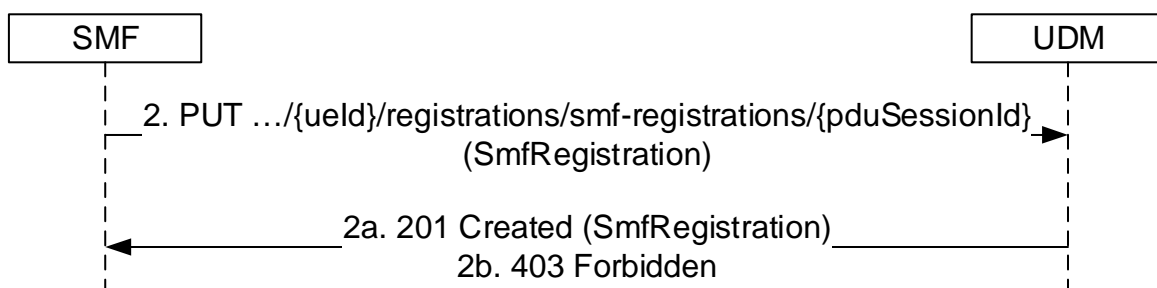 SMF
UDM
2. PUT …/{ueId}/registrations/smf-registrations/{pduSessionId}
(SmfRegistration)
2a. 201 Created (SmfRegistration)
2b. 403 Forbidden